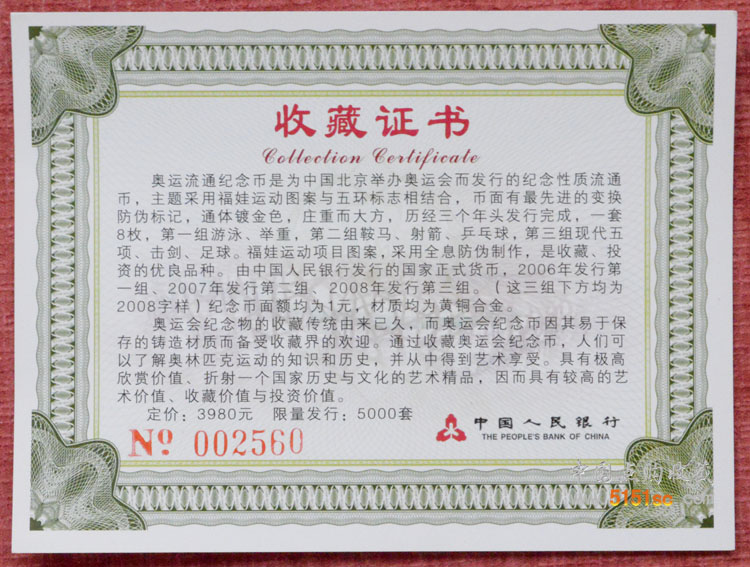 收藏证书
Collection Certificate
奥运流通纪念币是为中国北京举办奥运会而发行的纪念性质流通
币，主题采用福娃运动图案与五环标志相结合，币面有最先进的变换
防伪标记，通体镀金色，庄重而大方，历经三个年头发行完成，一套
8枚，第一组游泳、举重，第二组鞍马、射箭、乒乓球，第三组现代五
项、击剑、足球。福娃运动项目图案，采用全息防伪制作，是收藏、投
资的优良品种。由中国人民银行发行的国家正式货币，2006年发行第
一组、2007年发行第二组、2008年发行第三组。（这三组下方均为
2008字样）纪念币面额均为1元，材质均为黄铜合金。
奥运会纪念物的收藏传统由来已久，而奥运会纪念币因其易于保
存的铸造材质而备受收藏界的欢迎。通过收藏奥运会纪念币，人们可
以了解奥林匹克运动的知识和历史，并从中得到艺术享受。具有极高
欣赏价值、折射一个国家历史与文化的艺术精品，因而具有较高的艺
术价值、收藏价值与投资价值。
定价：3980元 限量发行：5000套
中国人民银行
THE PEOPLE'S BANK OF CHINA
№ 002560
5151sc.com